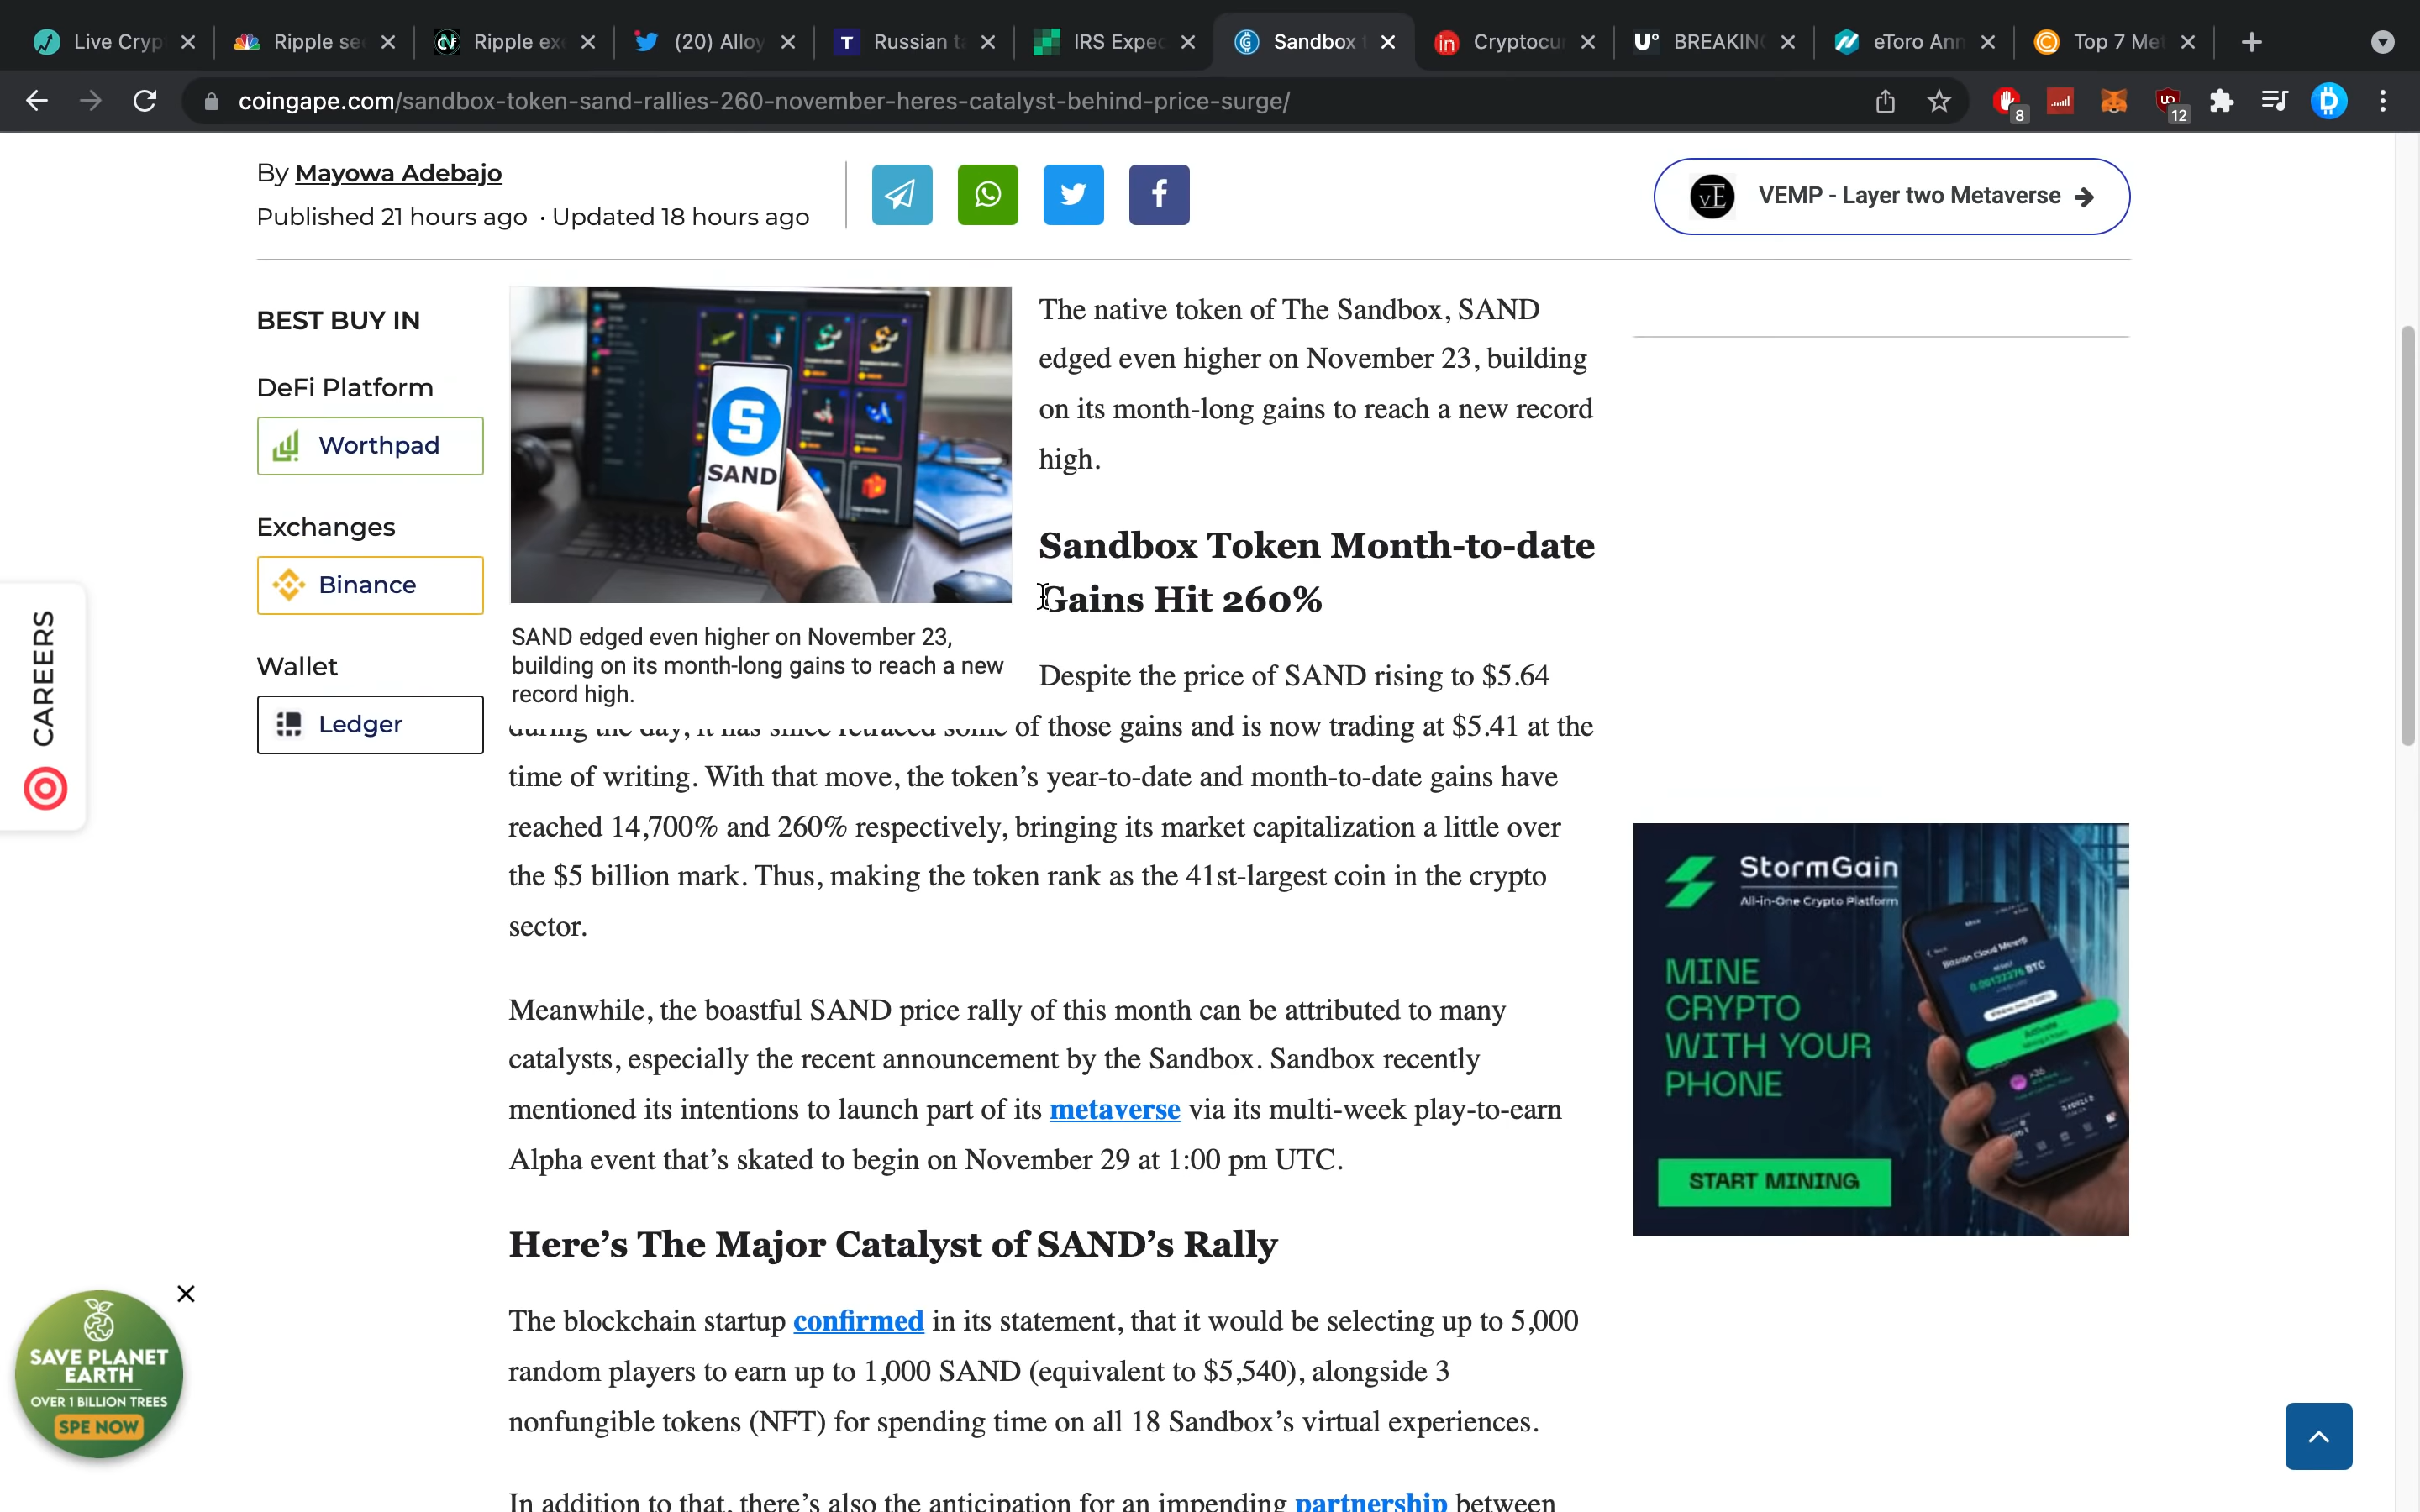 Live Cryp
Ripple se
Ripple ex
(20) Alloy
Russian t
IRS Expec
Sandbox
Cryptocu
BREAKIN
eToro Ann
Top 7 Met
coingape.com/sandbox-token-sand-rallies-260-november-heres-catalyst-behind-price-surge/
8
12
By Mayowa Adebajo
Published 21 hours ago · Updated 18 hours ago
VEMP - Layer two Metaverse
BEST BUY IN
DeFi Platform
Worthpad
Exchanges
Binance
Wallet
Ledger
CAREERS
SAND
SAND edged even higher on November 23,
building on its month-long gains to reach a new
record high.
The native token of The Sandbox, SAND
edged even higher on November 23, building
on its month-long gains to reach a new record
high.
Sandbox Token Month-to-date
Gains Hit 260%
Despite the price of SAND rising to $5.64
during the day, it has since retraced some of those gains and is now trading at $5.41 at the
time of writing. With that move, the token’s year-to-date and month-to-date gains have
reached 14,700% and 260% respectively, bringing its market capitalization a little over
the $5 billion mark. Thus, making the token rank as the 41st-largest coin in the crypto
sector.
Meanwhile, the boastful SAND price rally of this month can be attributed to many
catalysts, especially the recent announcement by the Sandbox. Sandbox recently
mentioned its intentions to launch part of its metaverse via its multi-week play-to-earn
Alpha event that’s skated to begin on November 29 at 1:00 pm UTC.
Here’s The Major Catalyst of SAND’s Rally
The blockchain startup confirmed in its statement, that it would be selecting up to 5,000
random players to earn up to 1,000 SAND (equivalent to $5,540), alongside 3
nonfungible tokens (NFT) for spending time on all 18 Sandbox’s virtual experiences.
In addition to that, there’s also the anticipation for an impending partnership between
StormGain
All-in-One Crypto Platform
MINE
CRYPTO
WITH YOUR
PHONE
START MINING
Bitcoin Cloud Mining
0.00132376 BTC
Activate
SAVE PLANET
EARTH
OVER 1 BILLION TREES
SPE NOW